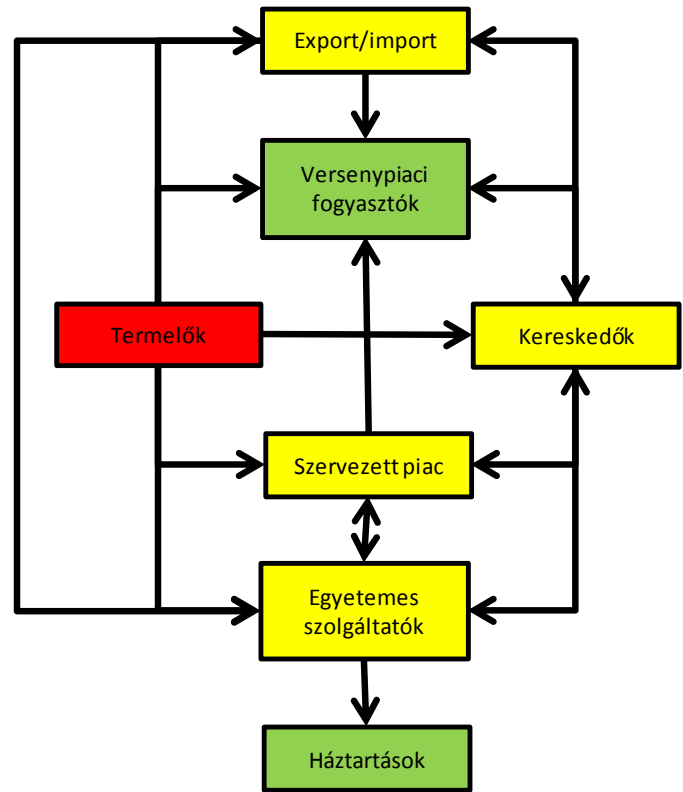 Export/import
Versenypiaci
fogyasztók
Termelők
Kereskedők
Szervezett piac
Egyetemes
szolgáltatók
Háztartások